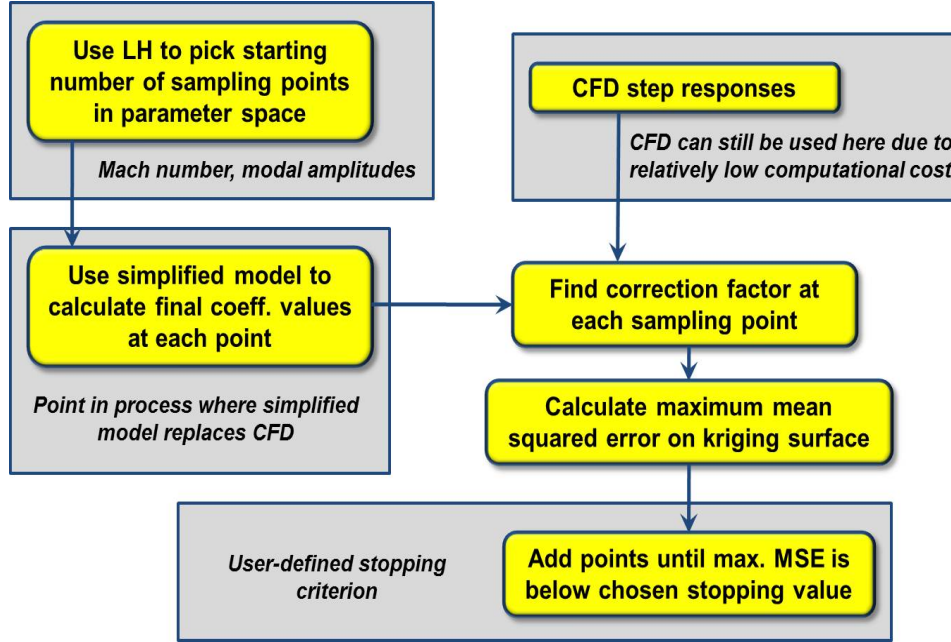 Use LH to pick starting
number of sampling points
in parameter space
Mach number, modal amplitudes
CFD step responses
CFD can still be used here due to
relatively low computational cost
Use simplified model to
calculate final coeff. values
at each point
Point in process where simplified
model replaces CFD
Find correction factor at
each sampling point
Calculate maximum mean
squared error on kriging surface
User-defined stopping
criterion
Add points until max. MSE is
below chosen stopping value